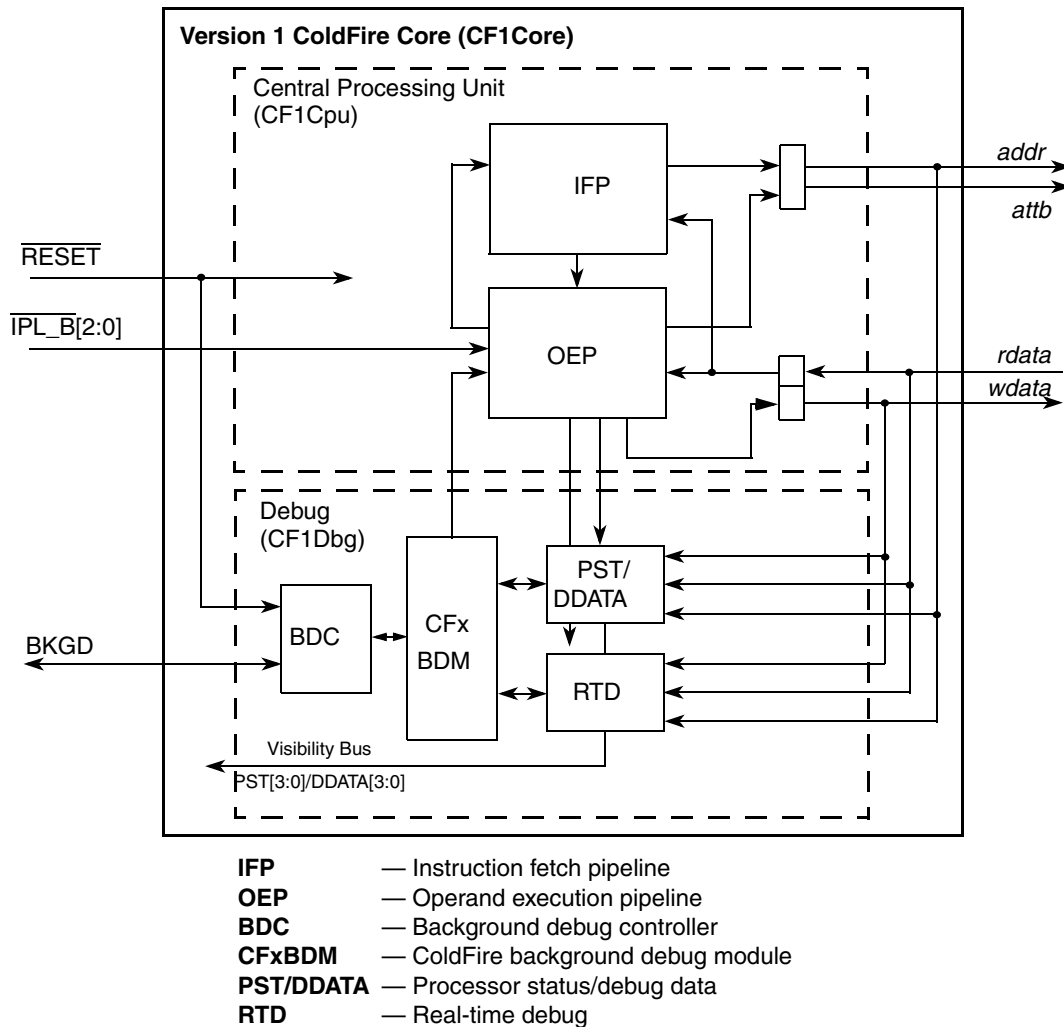 Version 1 ColdFire Core (CF1Core)
Central Processing Unit
(CF1Cpu)
IFP
addr
attb
RESET
IPL_B[2:0]
OEP
rdata
wdata
Debug
(CF1Dbg)
PST/
DDATA
CFx
BDM
BDC
BKGD
RTD
Visibility Bus
PST[3:0]/DDATA[3:0]
IFP — Instruction fetch pipeline
OEP — Operand execution pipeline
BDC — Background debug controller
CFxBDM — ColdFire background debug module
PST/DDATA — Processor status/debug data
RTD — Real-time debug